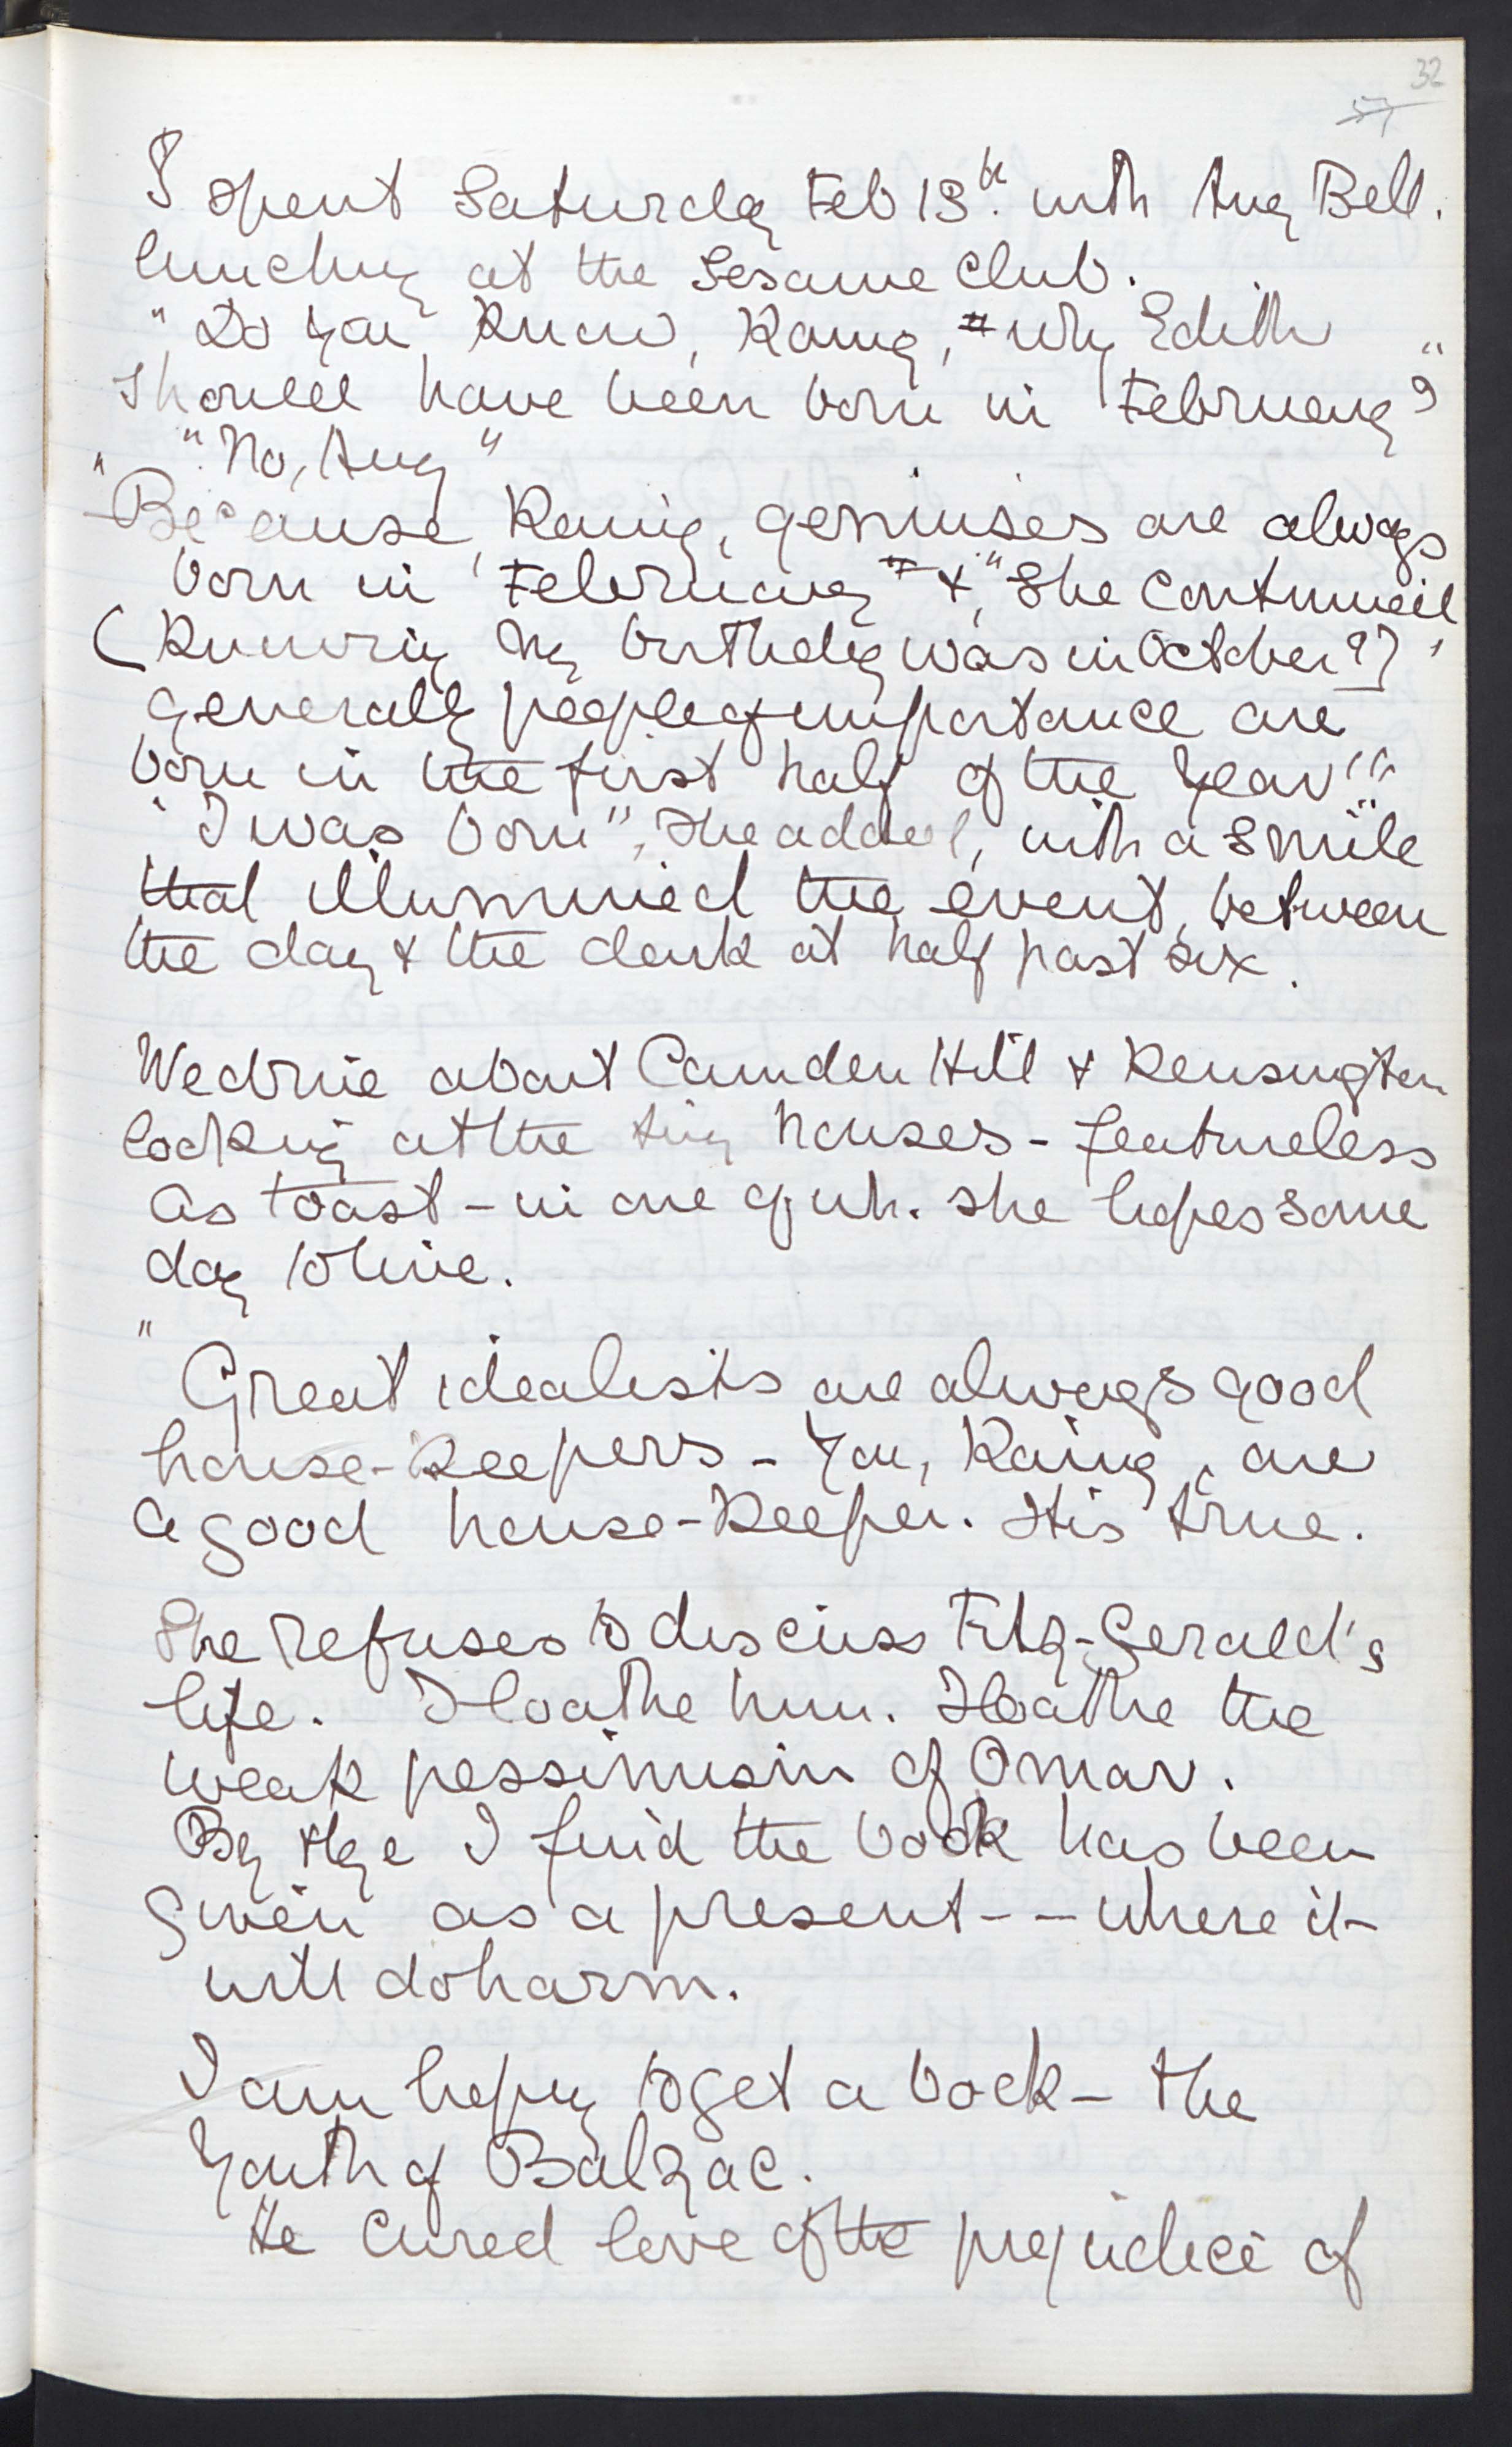 32
57
I spent Saturday Feb 13th. with Amy Bell.
lunching at the Sesame Club.
"Do you know, Kaing, why Edith
should have been born in February?"
"No, Amy"
"Because, Kaing, geniuses are always
born in February & "she continued,
(Knowing my birthday was in October?)
generally people of importance are
born in the first half of the year"
"I was born", she added, with a smile
that illumined the event, between
the day & the dark at half past six.
We drive about Camden Hill & Kensington
looking at the tiny houses - featureless
as toast - in one of wh. she hopes some
day to live.
"Great idealists are always good
house-keepers - You, Kaing, are
a good house-keeper. It is true.
She refuses to discuss Fitz-Gerald's
life. I loathe him. I loathe the
weak pessimism of Omar.
By I find the book has been
given as a present -- where it
will do harm.
I am hoping to get a book - The
Youth of Balzac.
He cured love of the prejudice of